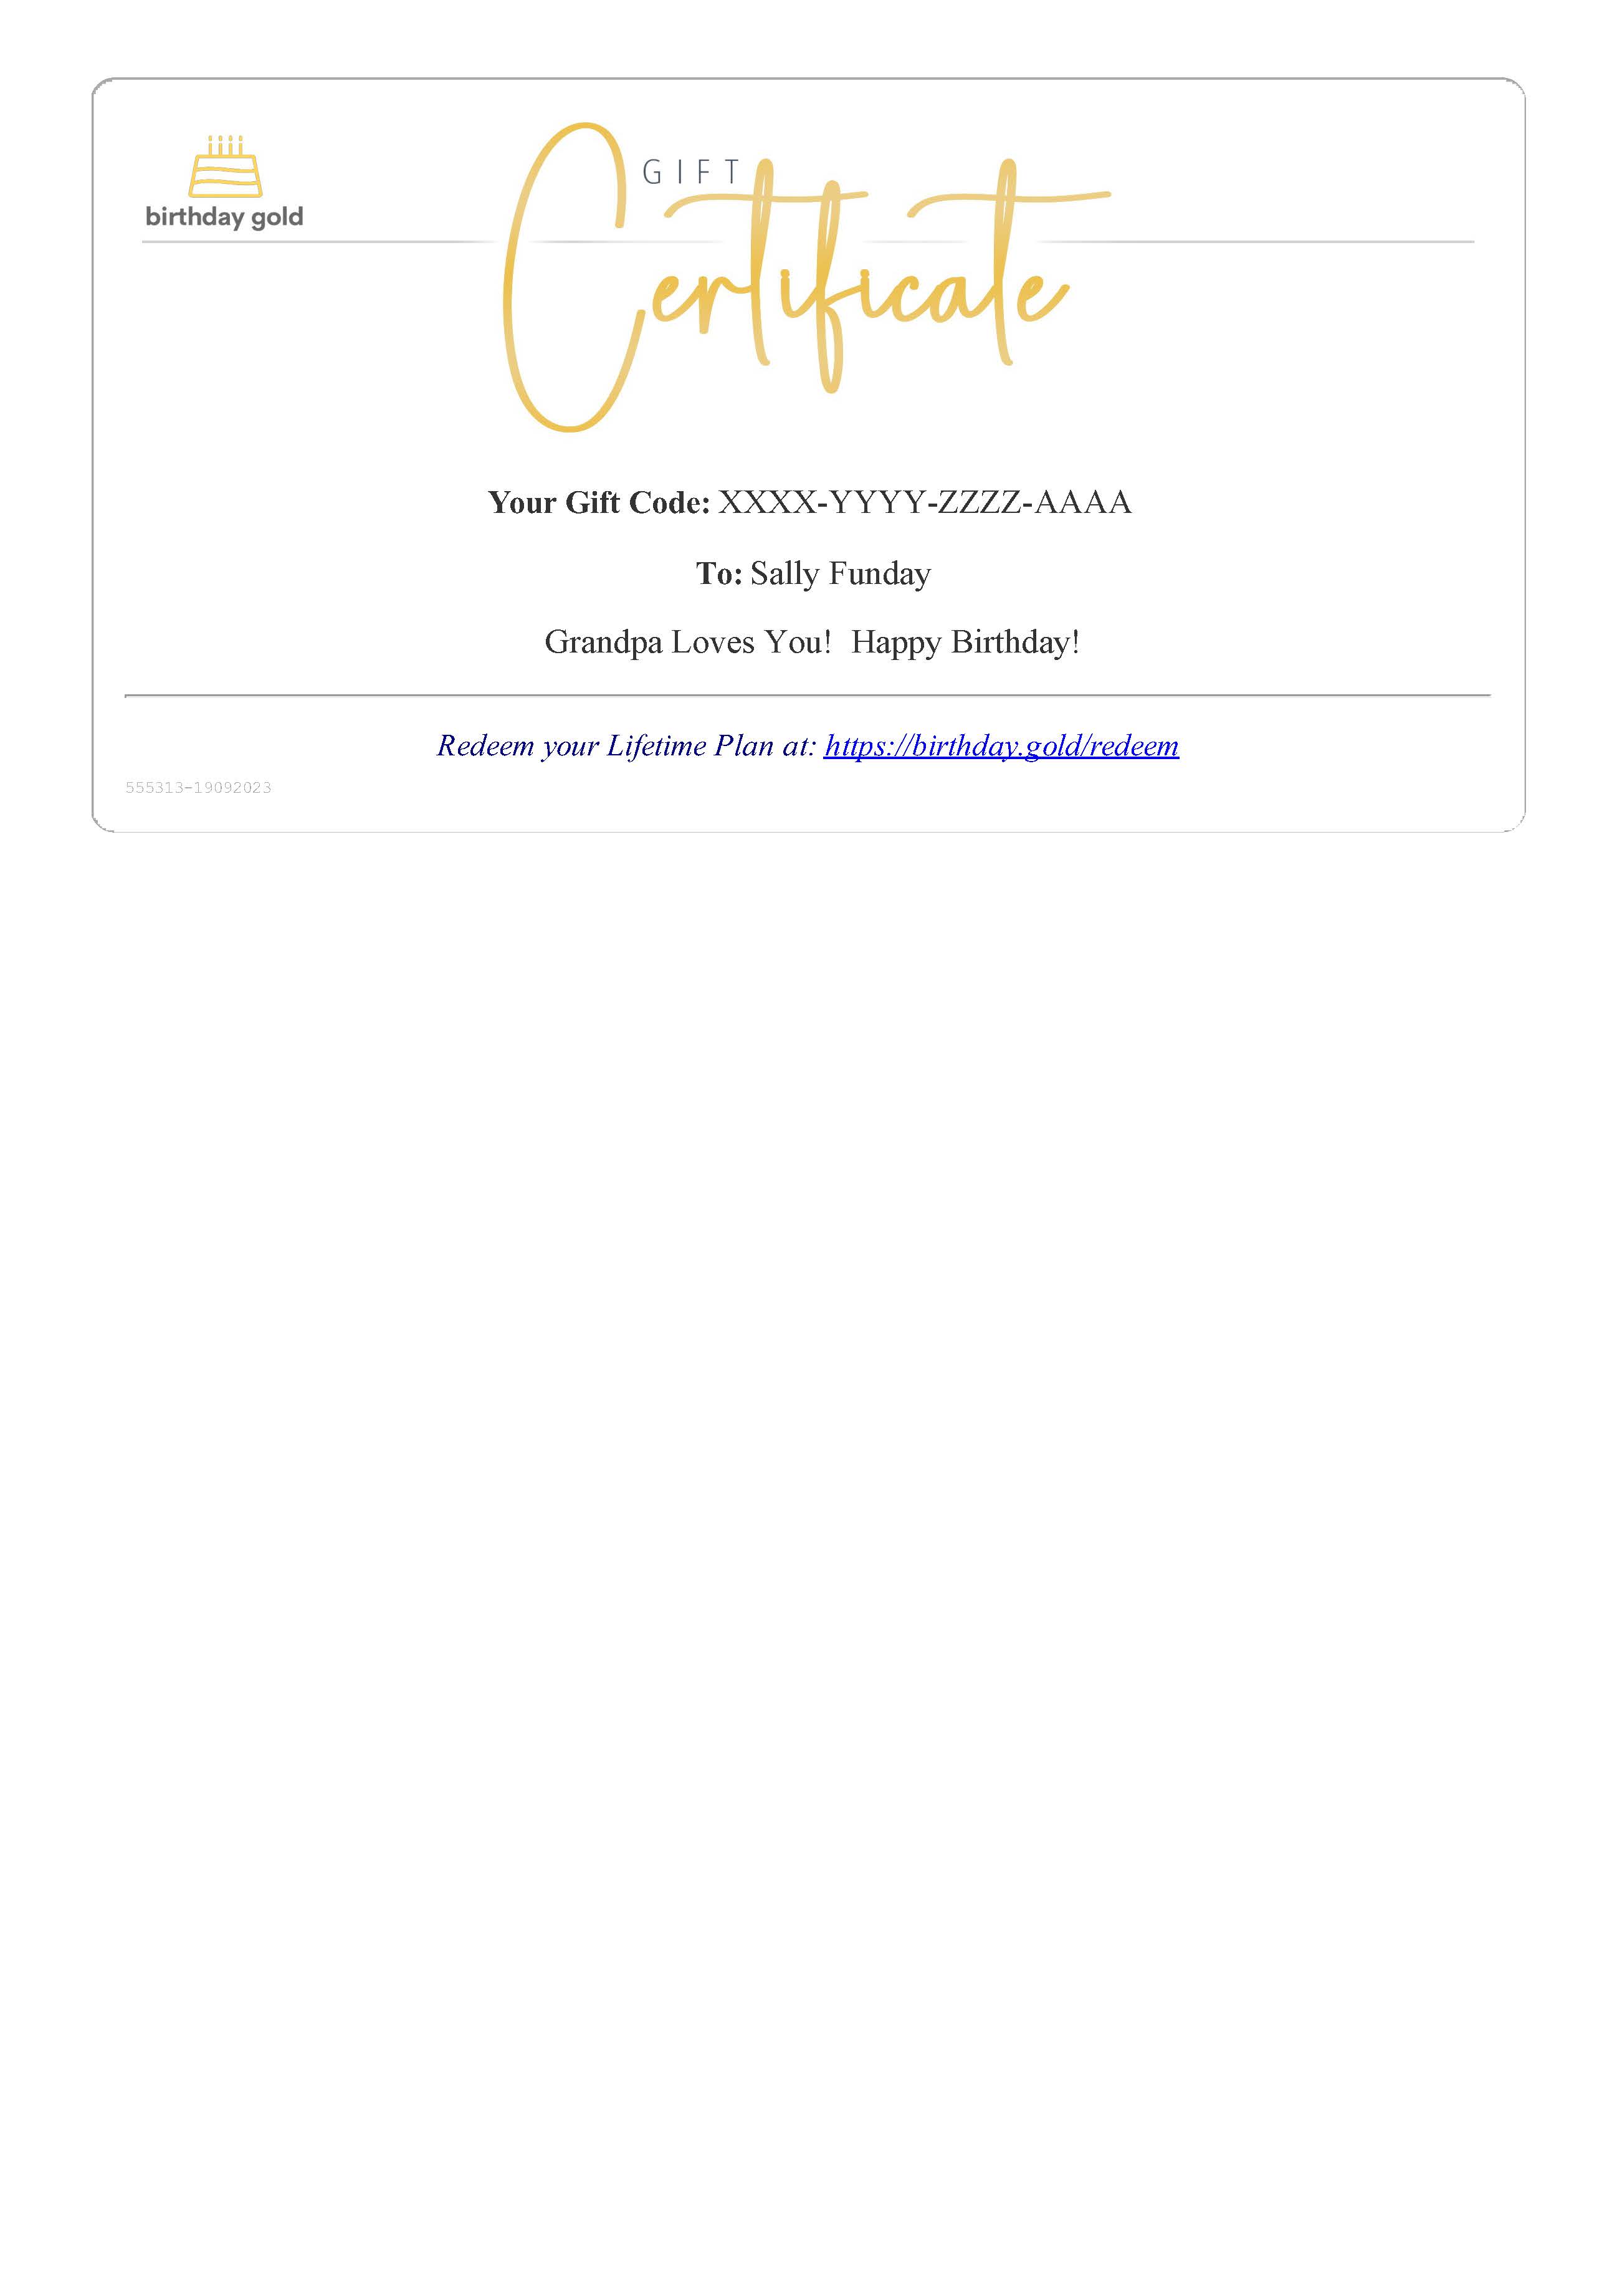 birthday gold
GIFT
Certificate
Your Gift Code: XXXX-YYYY-ZZZZ-AAAA
To: Sally Funday
Grandpa Loves You!  Happy Birthday!
Redeem your Lifetime Plan at: https://birthday.gold/redeem
555313-19092023